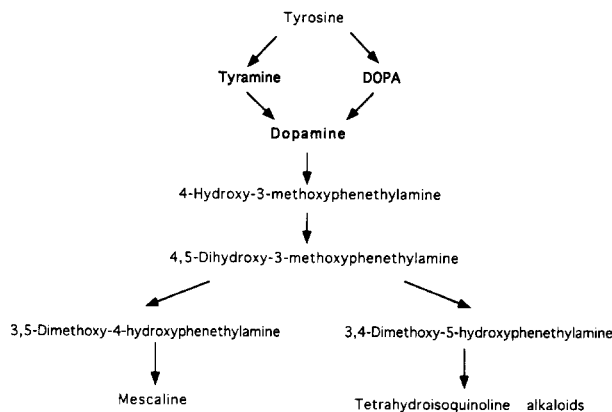 Tyrosine
Tyramine DOPA
Dopamine
4-Hydroxy-3-methoxyphenethylamine
4,5-Dihydroxy-3-methoxyphenethylamine
3,5-Dimethoxy-4-hydroxyphenethylamine 3,4-Dimethoxy-5-hydroxyphenethylamine
Mescaline Tetrahydroisoquinoline alkaloids